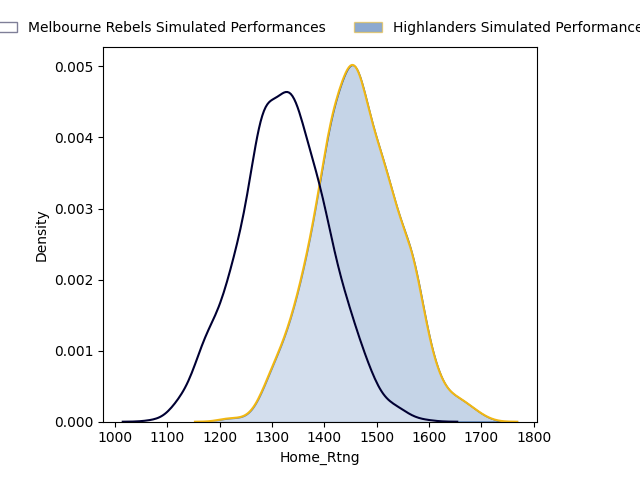 Melbourne Rebels Simulated Performances Highlanders Simulated Performance
0.005
0.004
0.003
0.002
0.001
0.000
Density
1000 1100 1200 1300 1400 1500 1600 1700 1800
Home_Rtng